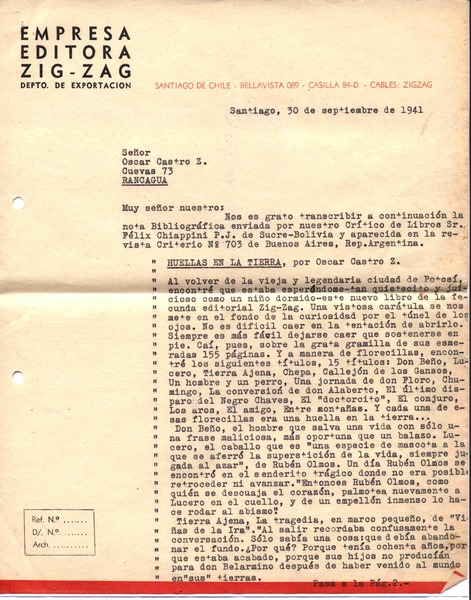 EMPRESA
EDITORA
ZIG-ZAG
DEPTO. DE EXPORTACION
SANTIAGO DE CHILE - BELLAVISTA 069 - CASILLA 84-D. - CABLES: ZIGZAG
Santiago, 30 de septiembre de 1941
Señor
Oscar Castro Z.
Cuevas 73
RANCAGUA
Muy señor nuestro:
Nos es grato transcribir a continuación la
nota Bibliográfica enviada por nuestro Crítico de Libros Sr.
Félix Chiappini P.J. de Sucre-Bolivia y aparecida en la re-
vista Criterio Nº 703 de Buenos Aires, Rep.Argentina.
" HUELLAS EN LA TIERRA, por Oscar Castro Z.
"
" Al volver de la vieja y legendaria ciudad de Potosí,
" encontré que estaba esperándome-tan quietecito y jui-
" cioso como un niño dormido-este nuevo libro de la fe-
" cunda editorial Zig-Zag. Una vistosa carátula se nos
" mete en el fondo de la curiosidad por el túnel de los
" ojos. No es difícil caer en la tentación de abrirlo.
" Siempre es más fácil dejarse caer que sostenerse en
" pie. Caí, pues, sobre la grata gramilla de sus esme-
" radas 155 páginas. Y a manera de florecillas, encon-
" tré los siguientes títulos, 15 títulos: Don Beño, Lu-
" cero, Tierra Ajena, Chepa, Callejón de los Gansos,
" Un hombre y un perro, Una jornada de don Floro, Chu-
" mingo, La conversión de don Alaberto, El último dis-
" paro del Negro Chaves, El "doctorcito", El conjuro,
" Los aros, El amigo, Entre montañas. Y cada una de e-
" sas florecillas era una huella en la tierra...
" Don Beño, el hombre que salva una vida con sólo u-
" na frase maliciosa, más oportuna que un balazo. Lu-
" cero, el caballo que es "una especie de mascota a la
" que se aferró la superstición de la vida, siempre ju-
" gada al azar", de Rubén Olmos. Un día Rubén Olmos se
" encontró en el senderito trágico donde no era posible
" retroceder ni avanzar."Entonces Rubén Olmos, como
" quién se descuaja el corazón, palmotea nuevamente a
" Lucero en el cuello, y de un empellón inmenso lo ha-
" ce rodar al abismo".
" Tierra Ajena, La tragedia, en marco pequeño, de "Vi-
" ñas de la Ira"."Al salir recordaba confusamente la
" conversación. Sólo sabía una cosa:que debía abando-
" nar el fundo.¿Por qué? Porque tenía ochenta años,por-
" que estaba acabado, porque sus hijos no producían
" para don Belarmino después de haber venido al mundo
" en"sus" tierras.
Pasa a la Pág.2.-
Ref. N.º .......
D/. N.º .......
Arch. ..........